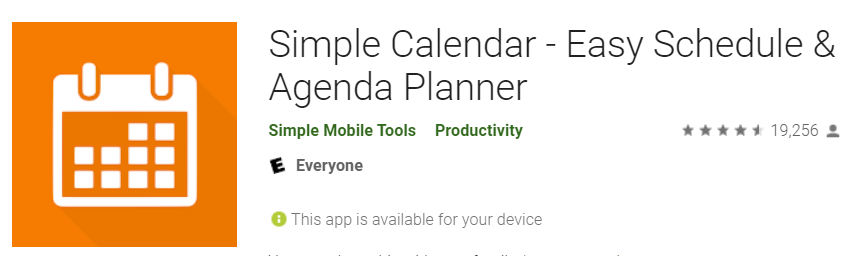 Simple Calendar - Easy Schedule &
Agenda Planner
Simple Mobile Tools Productivity 19,256
E Everyone
This app is available for your device